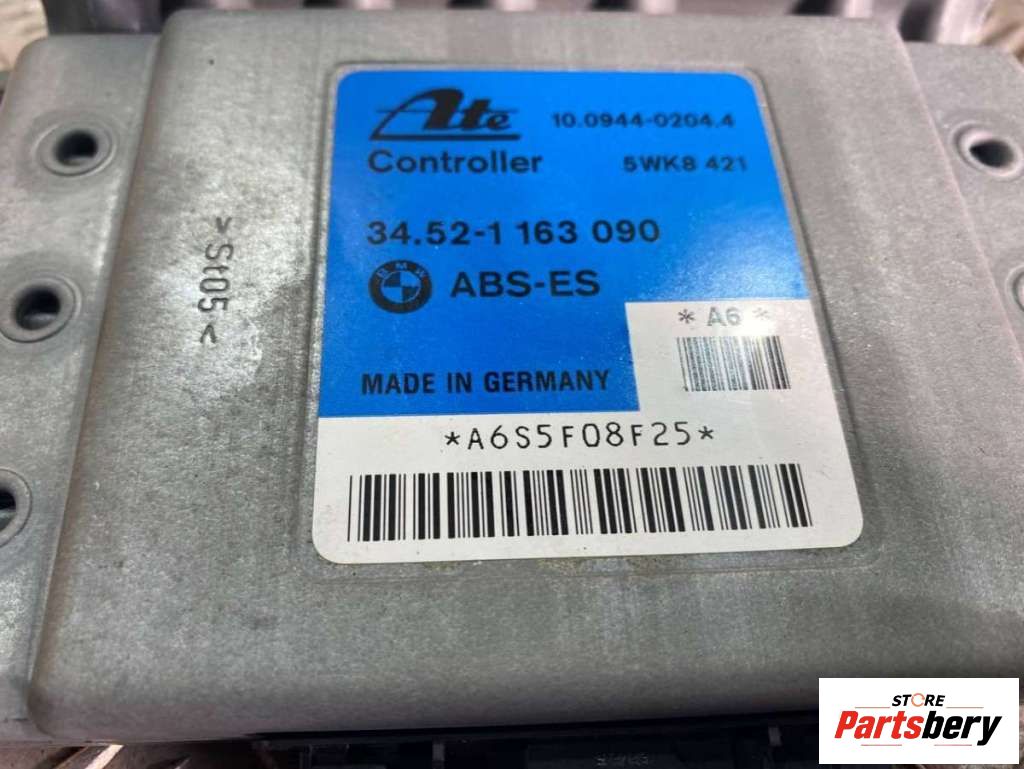 Ate 10.0944-0204.4
Controller 5WK8 421
34.52-1 163 090
BMW ABS-ES
* A6 *
MADE IN GERMANY
*A6S5F08F25*
>St05<
STORE
Partsbery